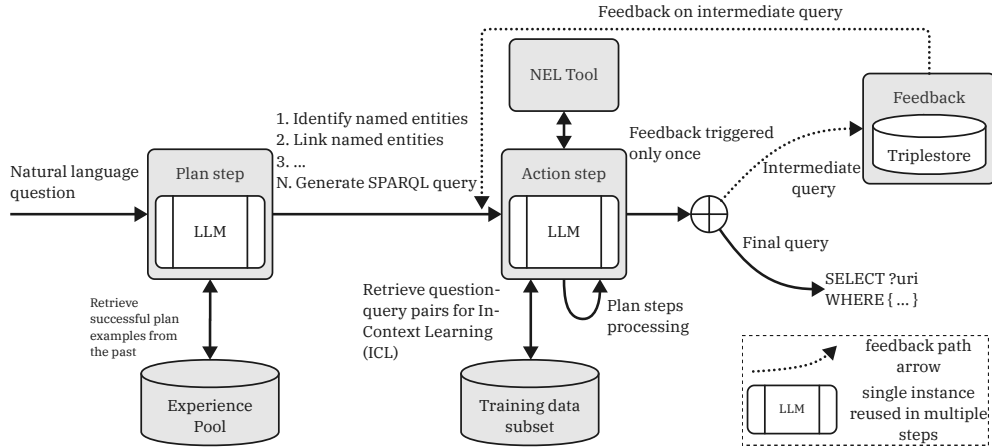 Feedback on intermediate query
NEL Tool
Feedback
Triplestore
1. Identify named entities
2. Link named entities
3. ...
N. Generate SPARQL query
Feedback triggered
only once
Natural language
question
Plan step
LLM
Action step
LLM
Intermediate
query
Final query
SELECT ?uri
WHERE { ... }
Retrieve
successful plan
examples from
the past
Retrieve question-
query pairs for In-
Context Learning
(ICL)
Plan steps
processing
Experience
Pool
Training data
subset
feedback path
arrow
LLM
single instance
reused in multiple
steps